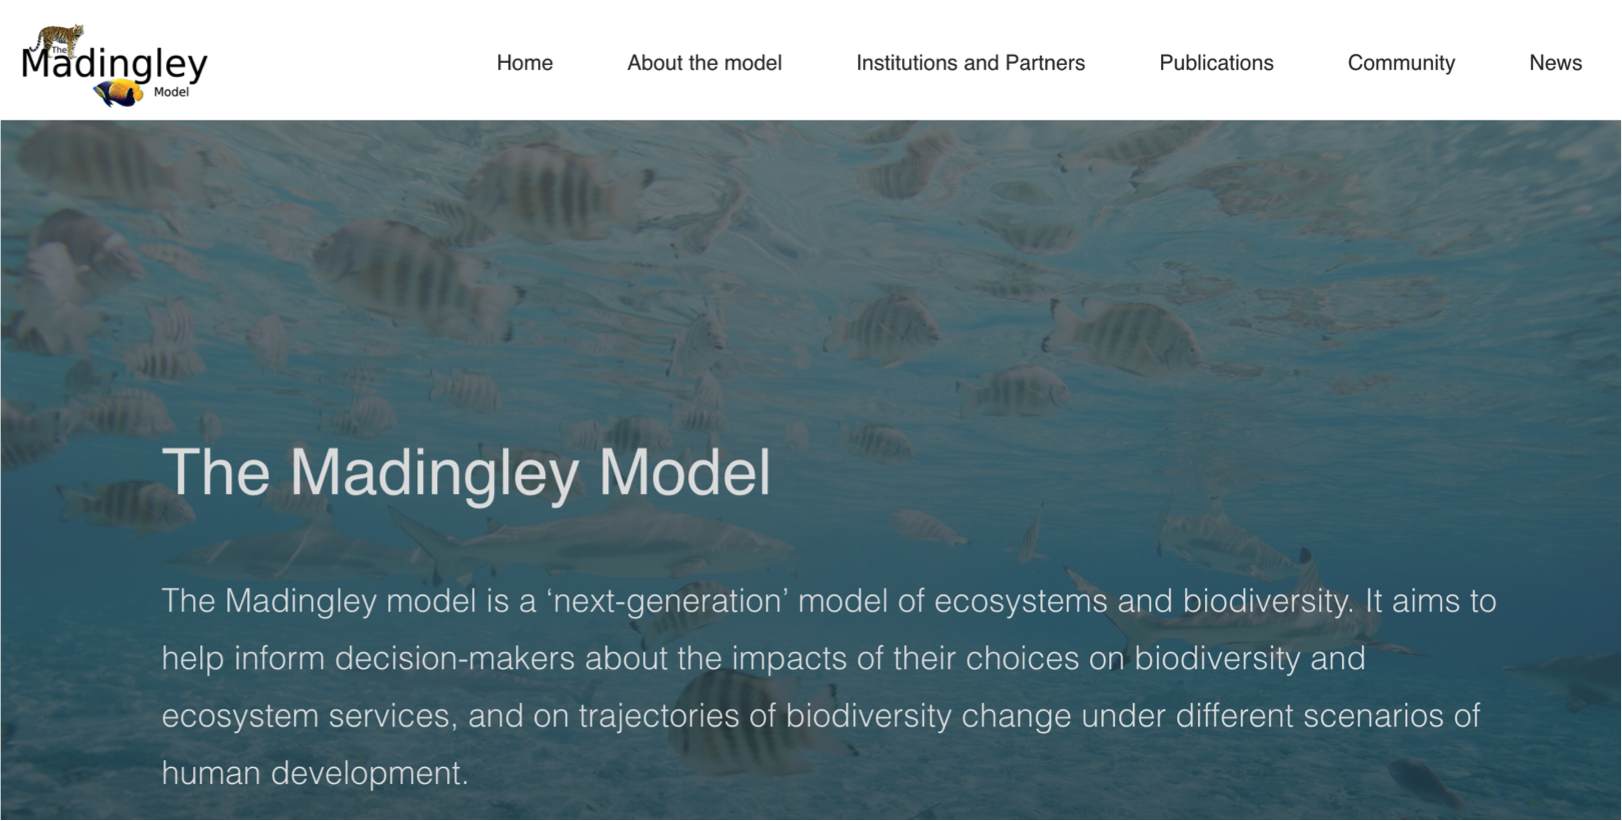 The
Madingley
Model
Home
About the model
Institutions and Partners
Publications
Community
News
The Madingley Model
The Madingley model is a ‘next-generation’ model of ecosystems and biodiversity. It aims to
help inform decision-makers about the impacts of their choices on biodiversity and
ecosystem services, and on trajectories of biodiversity change under different scenarios of
human development.